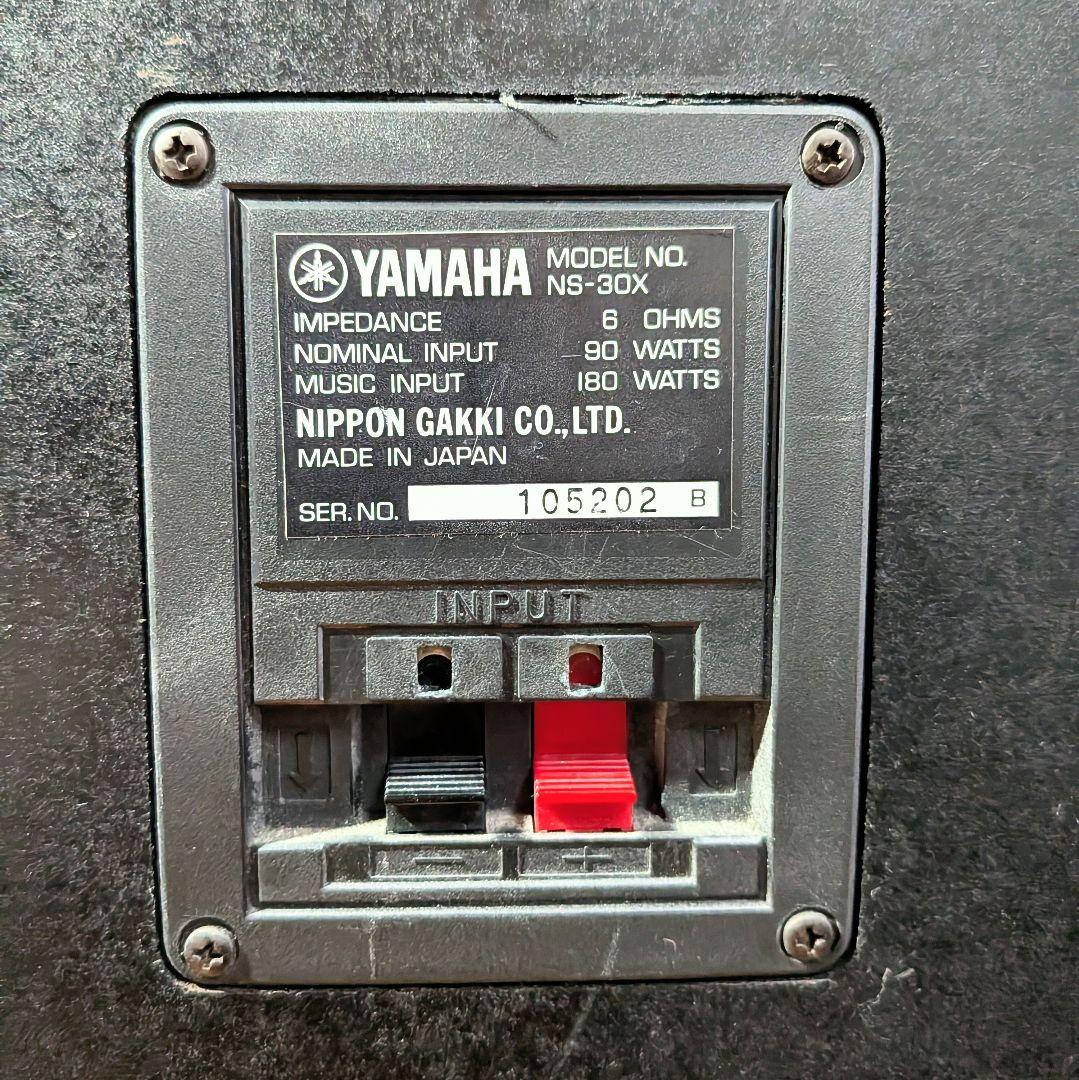 YAMAHA MODEL NO.
NS-30X
IMPEDANCE 6 OHMS
NOMINAL INPUT 90 WATTS
MUSIC INPUT 180 WATTS
NIPPON GAKKI CO.,LTD.
MADE IN JAPAN
SER. NO. 105202 B
INPUT
− +